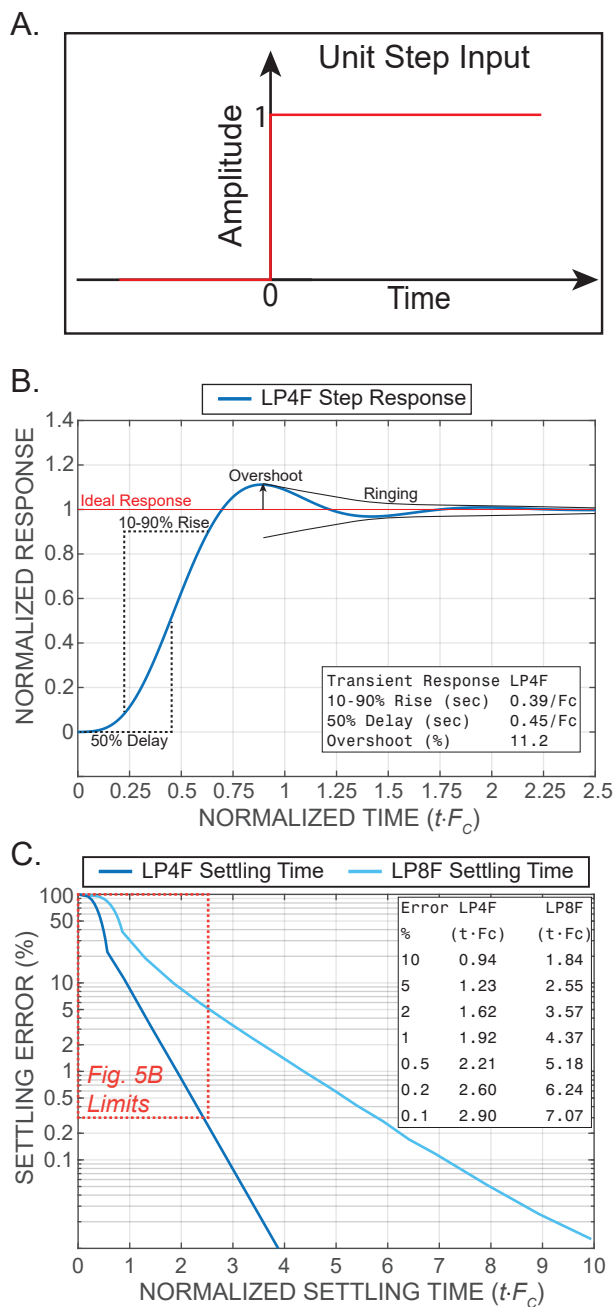 A.
Unit Step Input
Amplitude
1
0
Time
B.
LP4F Step Response
NORMALIZED RESPONSE
1.4
1.2
1
0.8
0.6
0.4
0.2
0
Overshoot
Ringing
Ideal Response
10-90% Rise
50% Delay
Transient Response LP4F
10-90% Rise (sec) 0.39/Fc
50% Delay (sec) 0.45/Fc
Overshoot (%) 11.2
0 0.25 0.5 0.75 1 1.25 1.5 1.75 2 2.25 2.5
NORMALIZED TIME (t·FC)
C.
LP4F Settling Time LP8F Settling Time
SETTLING ERROR (%)
100
50
10
5
2
1
0.5
0.2
0.1
Fig. 5B
Limits
Error LP4F LP8F
% (t·Fc) (t·Fc)
10 0.94 1.84
5 1.23 2.55
2 1.62 3.57
1 1.92 4.37
0.5 2.21 5.18
0.2 2.60 6.24
0.1 2.90 7.07
0 1 2 3 4 5 6 7 8 9 10
NORMALIZED SETTLING TIME (t·FC)